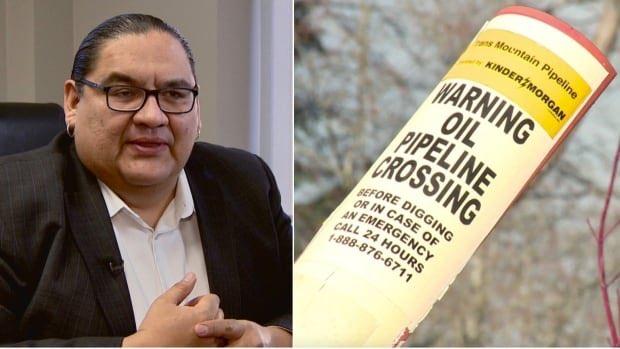 Trans Mountain Pipeline
KINDER MORGAN
WARNING
OIL
PIPELINE
CROSSING
BEFORE DIGGING
OR IN CASE OF
AN EMERGENCY
CALL 24 HOURS
1-888-876-6711